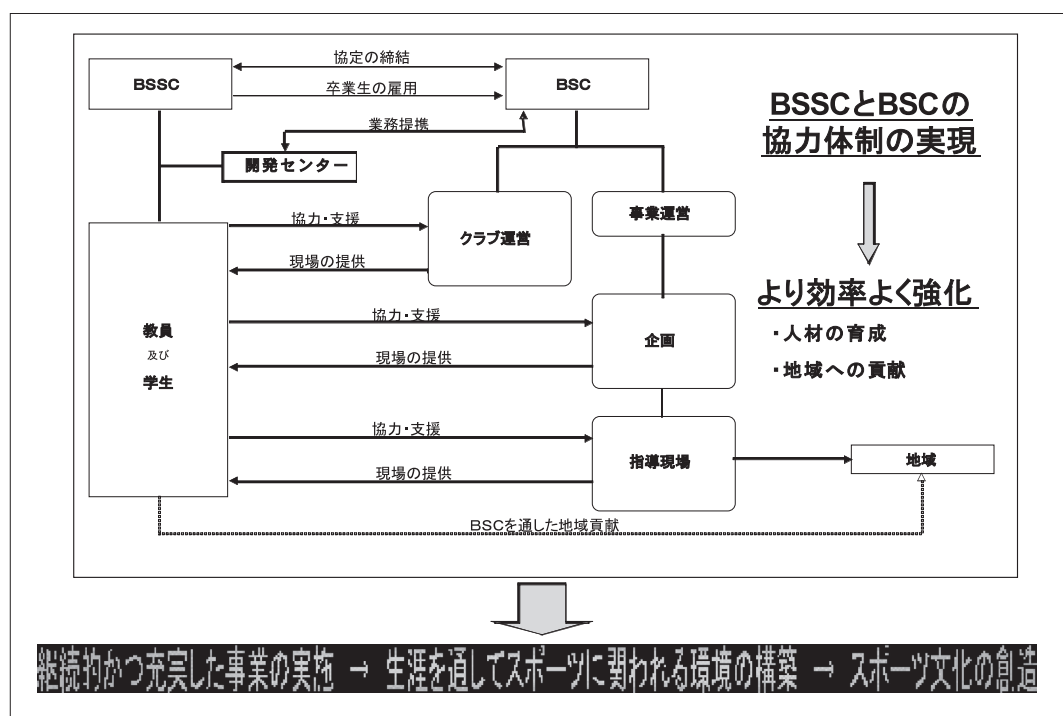 協定の締結
BSSC
BSC
卒業生の雇用
業務提携
開発センター
BSSCとBSCの
協力体制の実現
協力・支援
クラブ運営
事業運営
現場の提供
より効率よく強化
・人材の育成
・地域への貢献
協力・支援
企画
現場の提供
教員
及び
学生
協力・支援
指導現場
地域
現場の提供
BSCを通した地域貢献
継続的かつ充実した事業の実施 → 生涯を通してスポーツに関われる環境の構築 → スポーツ文化の創造